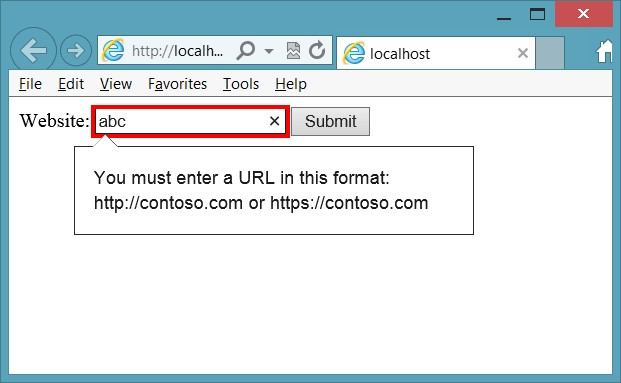 http://localh...
localhost
File Edit View Favorites Tools Help
Website: abc Submit
You must enter a URL in this format:
http://contoso.com or https://contoso.com